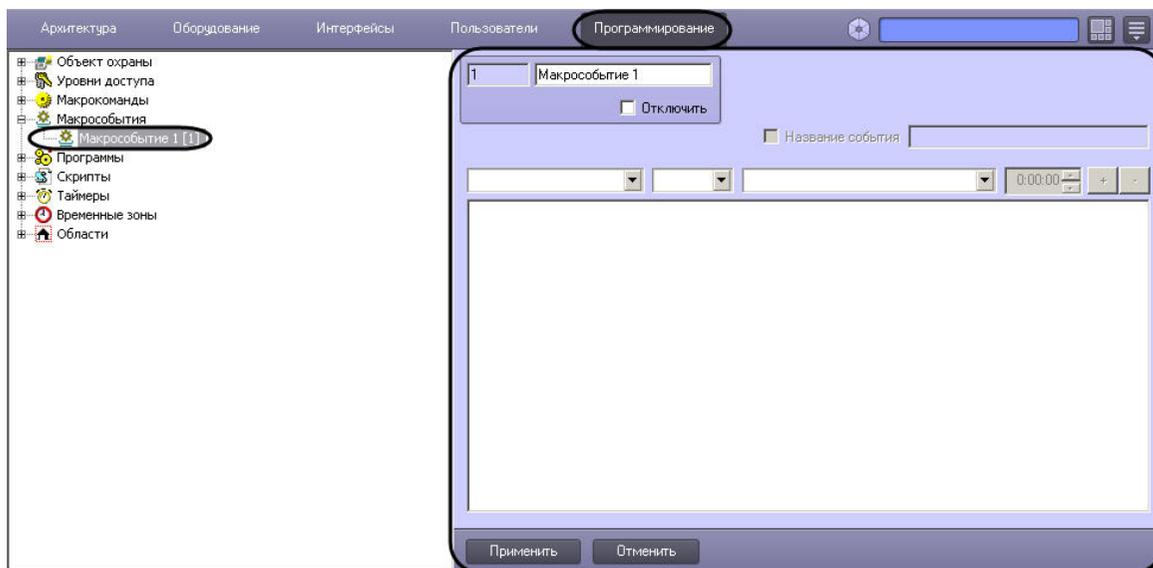 Архитектура Оборудование Интерфейсы Пользователи Программирование
Объект охраны
Уровни доступа
Макрокоманды
Макрособытия
Макрособытие 1 [1]
Программы
Скрипты
Таймеры
Временные зоны
Области
1 Макрособытие 1
Отключить
Название события
0:00:00 + -
Применить Отменить